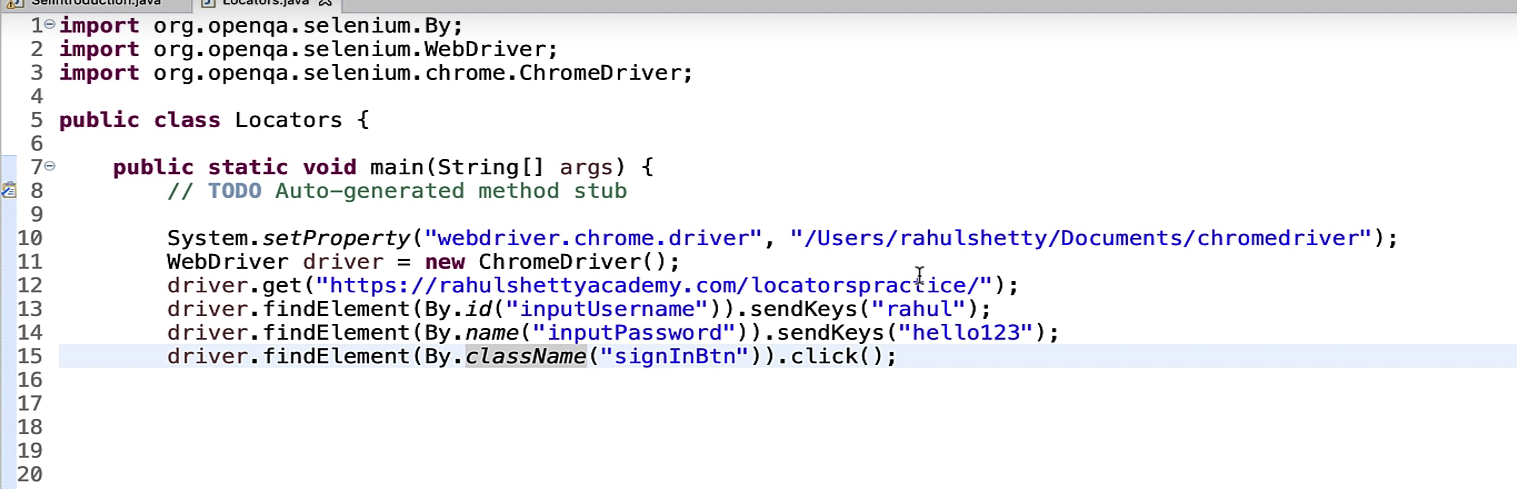 SelIntroduction.java Locators.java
1 import org.openqa.selenium.By;
2 import org.openqa.selenium.WebDriver;
3 import org.openqa.selenium.chrome.ChromeDriver;
4
5 public class Locators {
6
7 public static void main(String[] args) {
8 // TODO Auto-generated method stub
9
10 System.setProperty("webdriver.chrome.driver", "/Users/rahulshetty/Documents/chromedriver");
11 WebDriver driver = new ChromeDriver();
12 driver.get("https://rahulshettyacademy.com/locatorspractice/");
13 driver.findElement(By.id("inputUsername")).sendKeys("rahul");
14 driver.findElement(By.name("inputPassword")).sendKeys("hello123");
15 driver.findElement(By.className("signInBtn")).click();
16
17
18
19
20